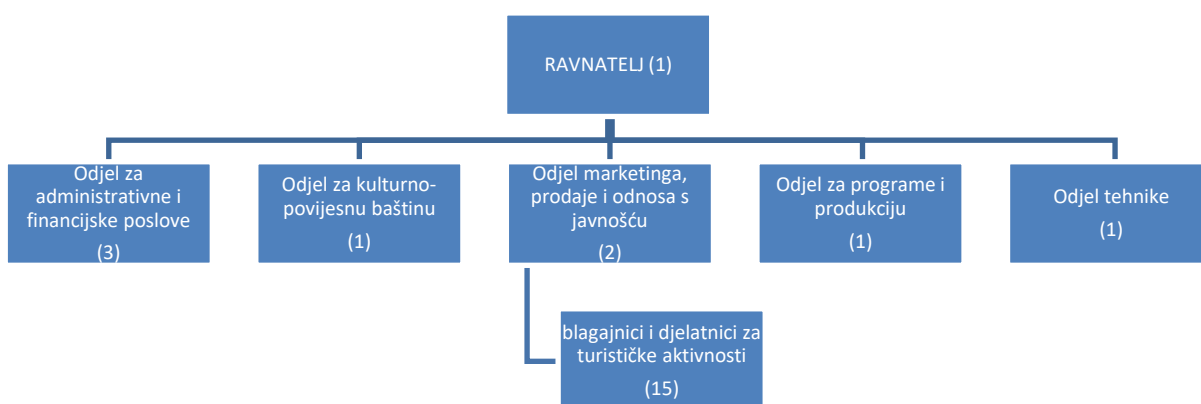 RAVNATELJ (1)
Odjel za
administrativne i
financijske poslove
(3)
Odjel za kulturno-
povijesnu baštinu
(1)
Odjel marketinga,
prodaje i odnosa s
javnošću
(2)
Odjel za programe i
produkciju
(1)
Odjel tehnike
(1)
blagajnici i djelatnici za
turističke aktivnosti
(15)